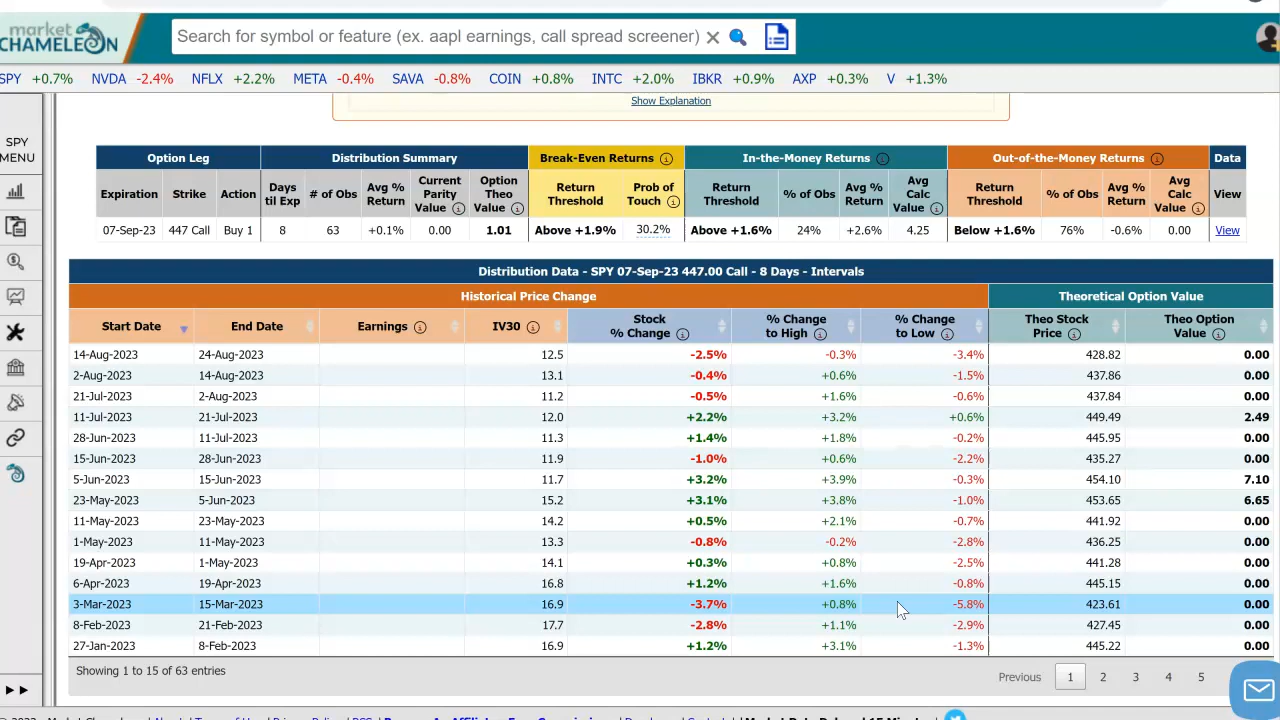 market
CHAMELEON
Search for symbol or feature (ex. aapl earnings, call spread screener)
SPY +0.7% NVDA -2.4% NFLX +2.2% META -0.4% SAVA -0.8% COIN +0.8% INTC +2.0% IBKR +0.9% AXP +0.3% V +1.3%
SPY
MENU
Show Explanation
Option Leg Distribution Summary Break-Even Returns In-the-Money Returns Out-of-the-Money Returns Data
Expiration Strike Action Days til Exp # of Obs Avg % Return Current Parity Value Option Theo Value Return Threshold Prob of Touch Return Threshold % of Obs Avg % Return Avg Calc Value Return Threshold % of Obs Avg % Return Avg Calc Value View
07-Sep-23 447 Call Buy 1 8 63 +0.1% 0.00 1.01 Above +1.9% 30.2% Above +1.6% 24% +2.6% 4.25 Below +1.6% 76% -0.6% 0.00 View
Distribution Data - SPY 07-Sep-23 447.00 Call - 8 Days - Intervals
Historical Price Change Theoretical Option Value
Start Date End Date Earnings IV30 Stock % Change % Change to High % Change to Low Theo Stock Price Theo Option Value
14-Aug-2023 24-Aug-2023 12.5 -2.5% -0.3% -3.4% 428.82 0.00
2-Aug-2023 14-Aug-2023 13.1 -0.4% +0.6% -1.5% 437.86 0.00
21-Jul-2023 2-Aug-2023 11.2 -0.5% +1.6% -0.6% 437.84 0.00
11-Jul-2023 21-Jul-2023 12.0 +2.2% +3.2% +0.6% 449.49 2.49
28-Jun-2023 11-Jul-2023 11.3 +1.4% +1.8% -0.2% 445.95 0.00
15-Jun-2023 28-Jun-2023 11.9 -1.0% +0.6% -2.2% 435.27 0.00
5-Jun-2023 15-Jun-2023 11.7 +3.2% +3.9% -0.3% 454.10 7.10
23-May-2023 5-Jun-2023 15.2 +3.1% +3.8% -1.0% 453.65 6.65
11-May-2023 23-May-2023 14.2 +0.5% +2.1% -0.7% 441.92 0.00
1-May-2023 11-May-2023 13.3 -0.8% -0.2% -2.8% 436.25 0.00
19-Apr-2023 1-May-2023 14.1 +0.3% +0.8% -2.5% 441.28 0.00
6-Apr-2023 19-Apr-2023 16.8 +1.2% +1.6% -0.8% 445.15 0.00
3-Mar-2023 15-Mar-2023 16.9 -3.7% +0.8% -5.8% 423.61 0.00
8-Feb-2023 21-Feb-2023 17.7 -2.8% +1.1% -2.9% 427.45 0.00
27-Jan-2023 8-Feb-2023 16.9 +1.2% +3.1% -1.3% 445.22 0.00
Showing 1 to 15 of 63 entries Previous 1 2 3 4 5